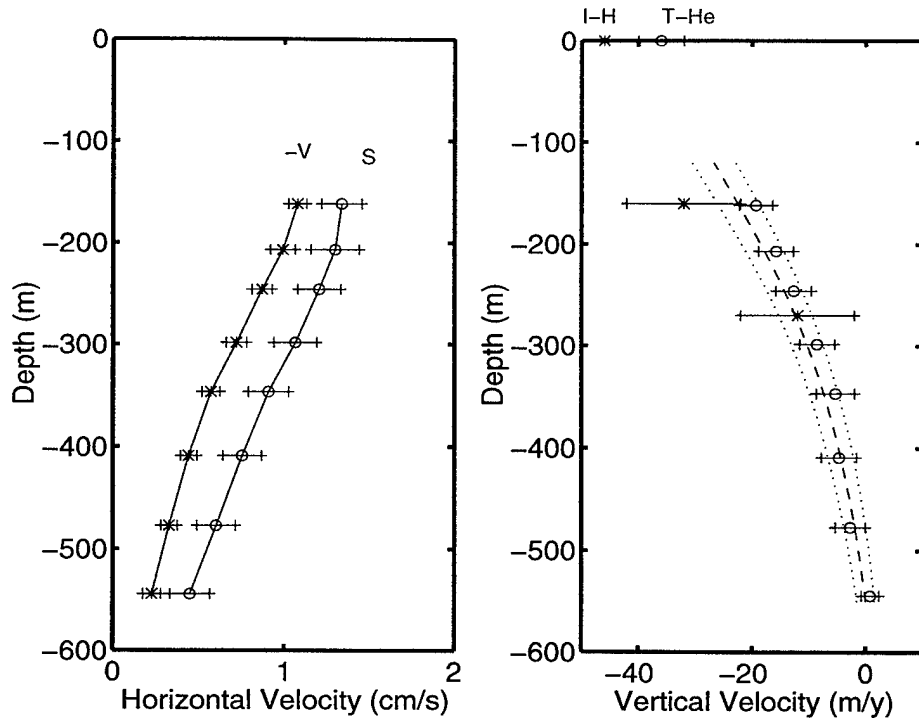 I−H T−He
0
−100
−200
−300
−400
−500
−600
Depth (m)
−V S
0 1 2
Horizontal Velocity (cm/s)
0
−100
−200
−300
−400
−500
−600
Depth (m)
−40 −20 0
Vertical Velocity (m/y)